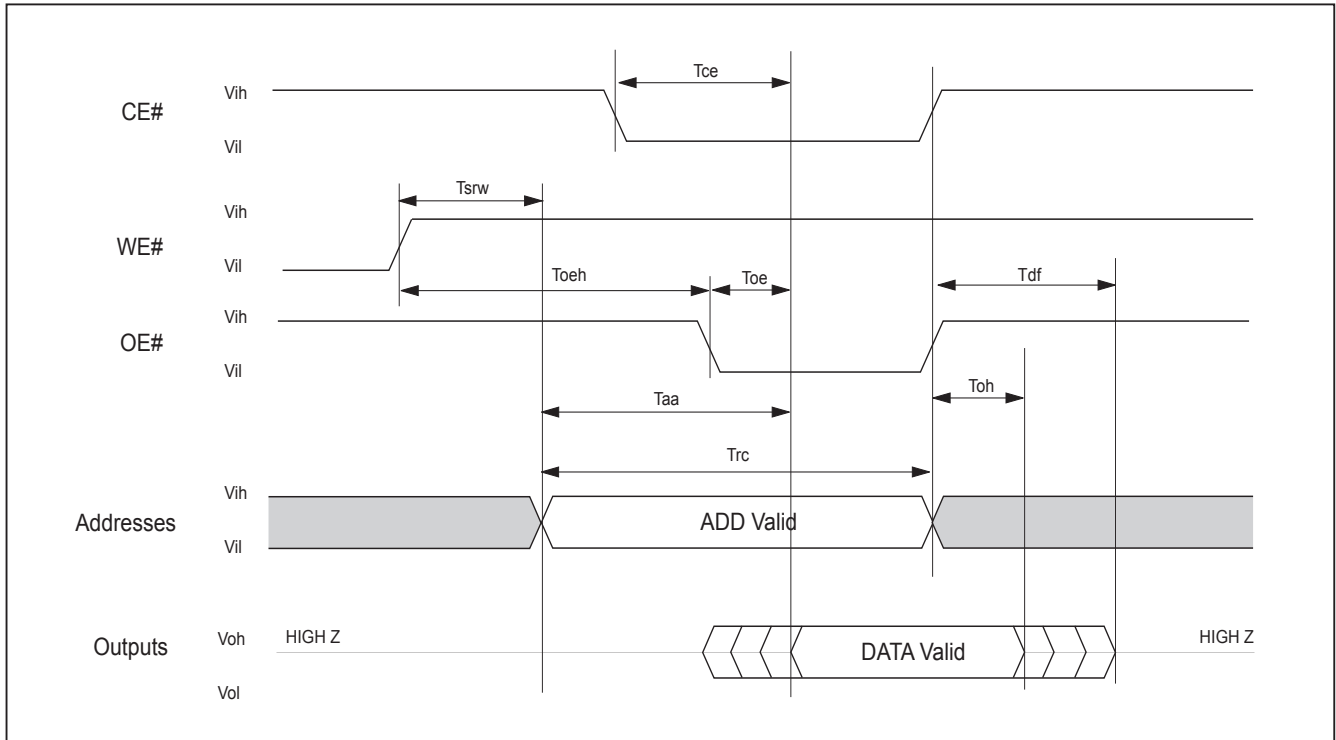 Tce
Vih
CE#
Vil
Tsrw
Vih
WE#
Vil
Toeh
Toe
Tdf
Vih
OE#
Vil
Toh
Taa
Trc
Vih
Addresses
ADD Valid
Vil
Voh
HIGH Z
HIGH Z
Outputs
DATA Valid
Vol